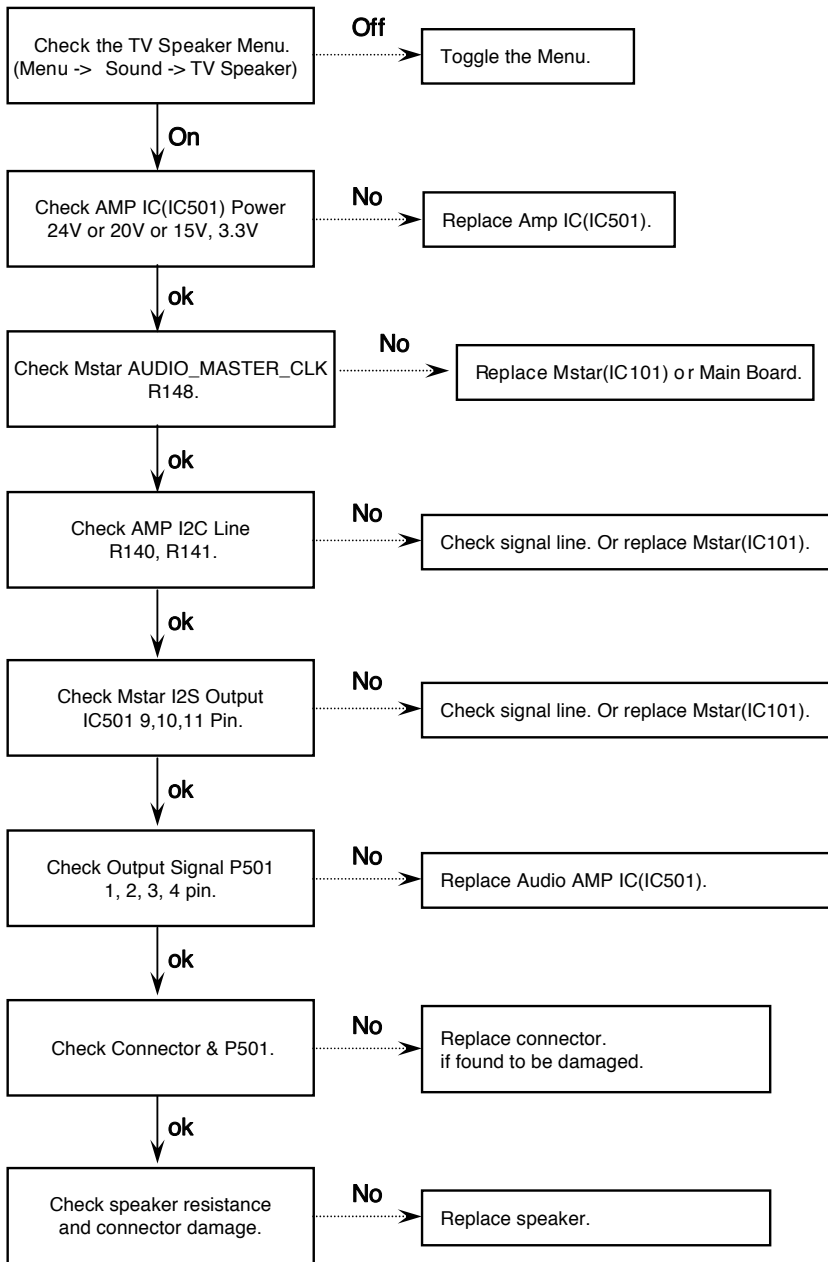 Check the TV Speaker Menu.
(Menu -> Sound -> TV Speaker)
Off
Toggle the Menu.
On
Check AMP IC(IC501) Power
24V or 20V or 15V, 3.3V
No
Replace Amp IC(IC501).
ok
Check Mstar AUDIO_MASTER_CLK
R148.
No
Replace Mstar(IC101) or Main Board.
ok
Check AMP I2C Line
R140, R141.
No
Check signal line. Or replace Mstar(IC101).
ok
Check Mstar I2S Output
IC501 9,10,11 Pin.
No
Check signal line. Or replace Mstar(IC101).
ok
Check Output Signal P501
1, 2, 3, 4 pin.
No
Replace Audio AMP IC(IC501).
ok
Check Connector & P501.
No
Replace connector.
if found to be damaged.
ok
Check speaker resistance
and connector damage.
No
Replace speaker.